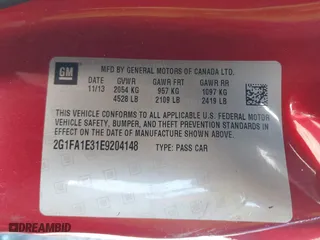 GM
MFD BY GENERAL MOTORS OF CANADA LTD.
DATE GVWR GAWR FRT GAWR RR
11/13 2054 KG 957 KG 1097 KG
4528 LB 2109 LB 2419 LB
THIS VEHICLE CONFORMS TO ALL APPLICABLE U.S. FEDERAL MOTOR
VEHICLE SAFETY, BUMPER, AND THEFT PREVENTION STANDARDS IN
EFFECT ON THE DATE OF MANUFACTURE SHOWN ABOVE.
2G1FA1E31E9204148 TYPE: PASS CAR
© AutoHelperBot.com